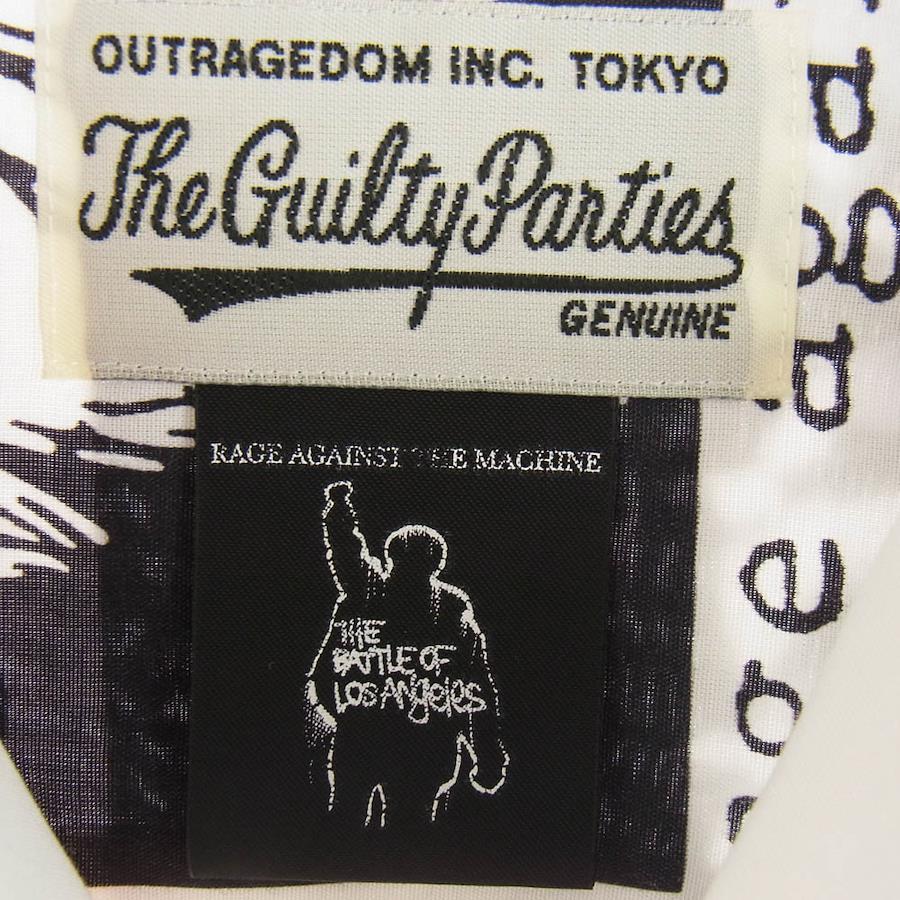 OUTRAGEDOM INC. TOKYO
The Guilty Parties
GENUINE
RAGE AGAINST THE MACHINE
THE
BATTLE OF
LOS ANgeleS